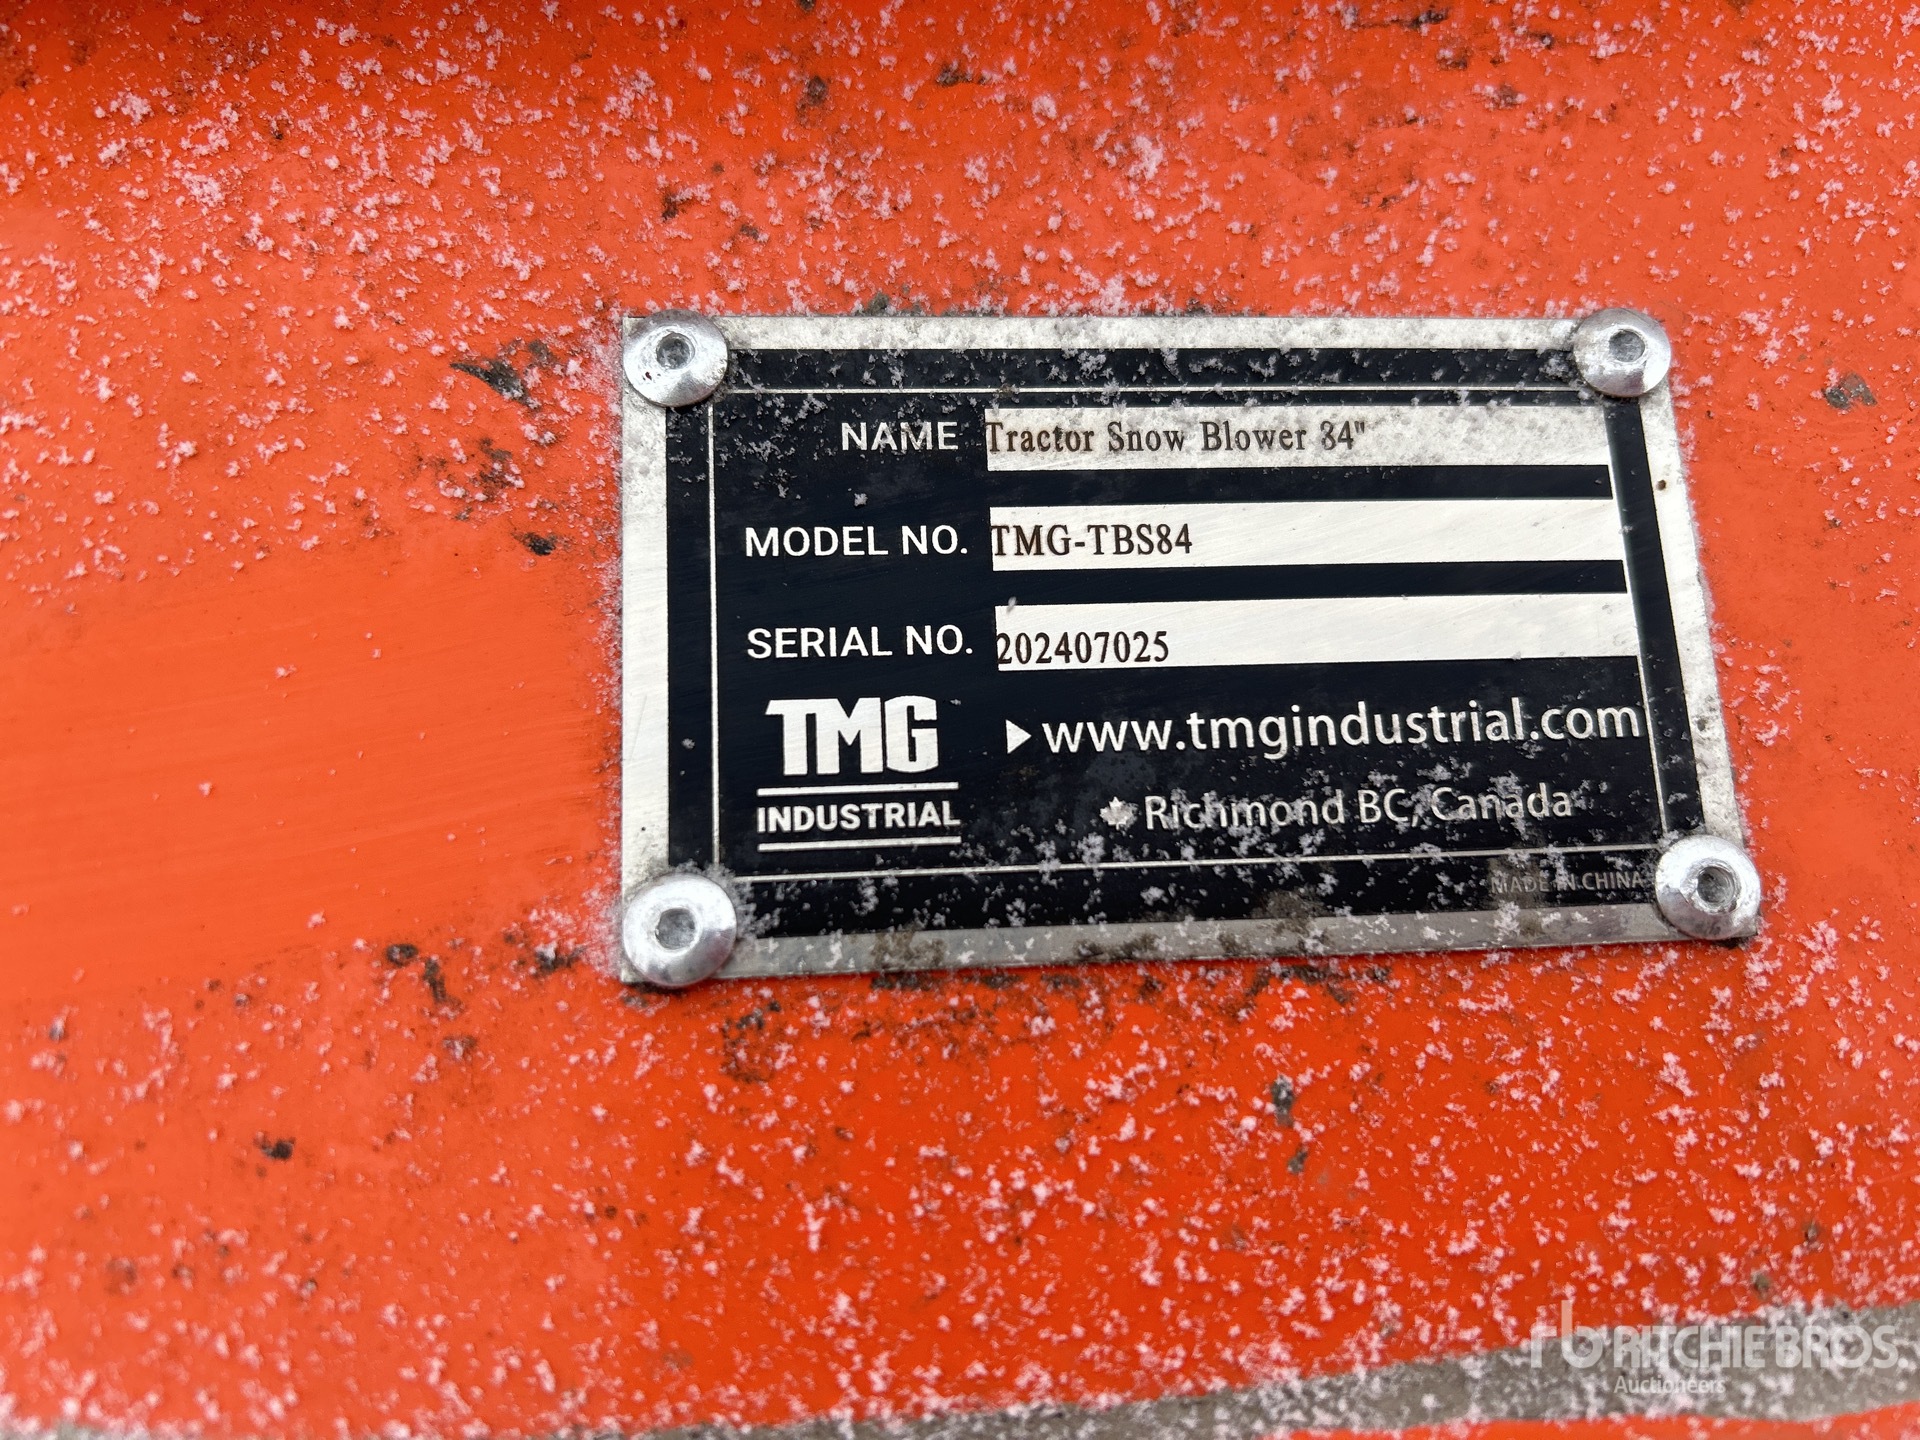 NAME Tractor Snow Blower 84"
MODEL NO. TMG-TBS84
SERIAL NO. 202407025
TMG
INDUSTRIAL
www.tmgindustrial.com
Richmond BC, Canada
MADE IN CHINA
rb RITCHIE BROS.
Auctioneers